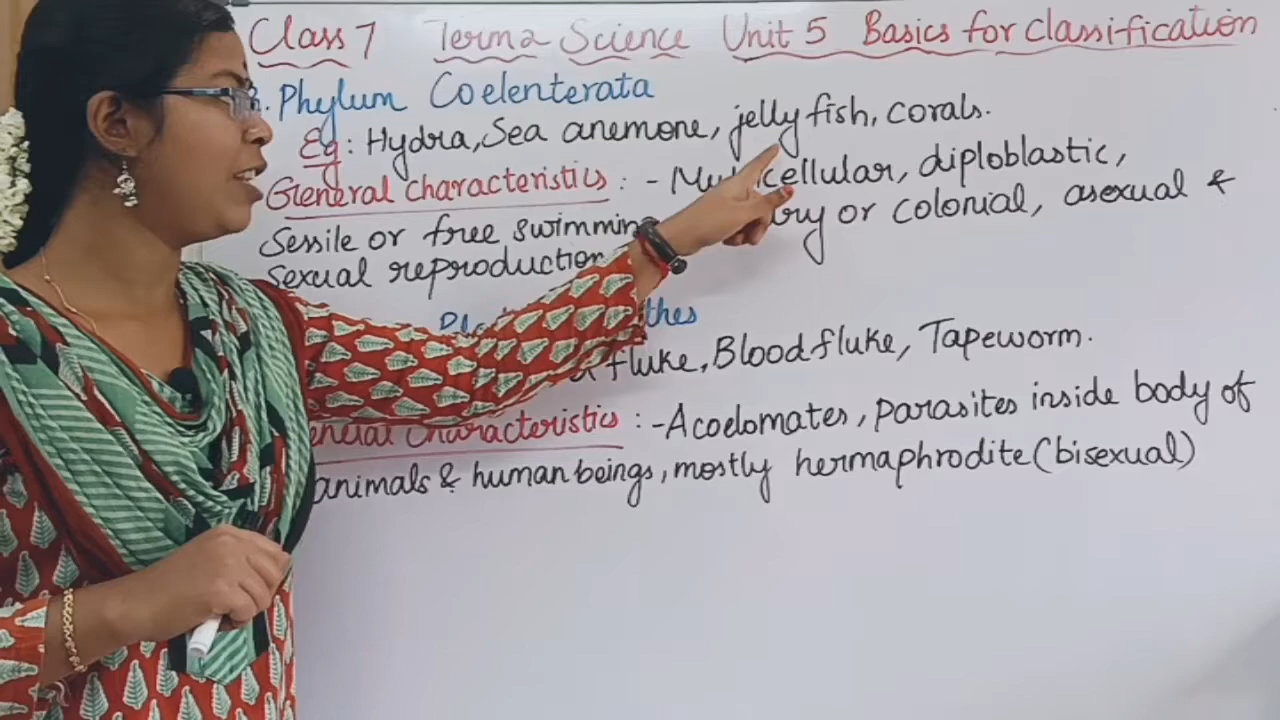 Class 7 Term 2 Science Unit 5 Basics for classification
Phylum Coelenterata
Eg: Hydra, Sea anemone, jelly fish, corals.
General Characteristics : - cellular, diploblastic,
Sessile or free swimming or colonial, asexual &
Sexual reproduction
fluke, Blood fluke, Tapeworm.
Characteristics :- Acoelomates, parasites inside body of
animals & human beings, mostly hermaphrodite (bisexual)